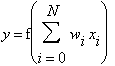 y = f( N ∑ i = 0 w_i x_i )